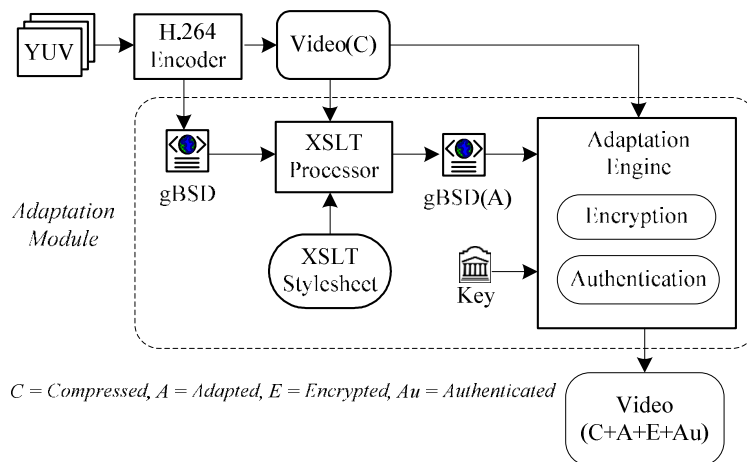 YUV
H.264
Encoder
Video(C)
gBSD
XSLT
Processor
gBSD(A)
Adaptation
Engine
Encryption
Authentication
Adaptation
Module
XSLT
Stylesheet
Key
C = Compressed, A = Adapted, E = Encrypted, Au = Authenticated
Video
(C+A+E+Au)